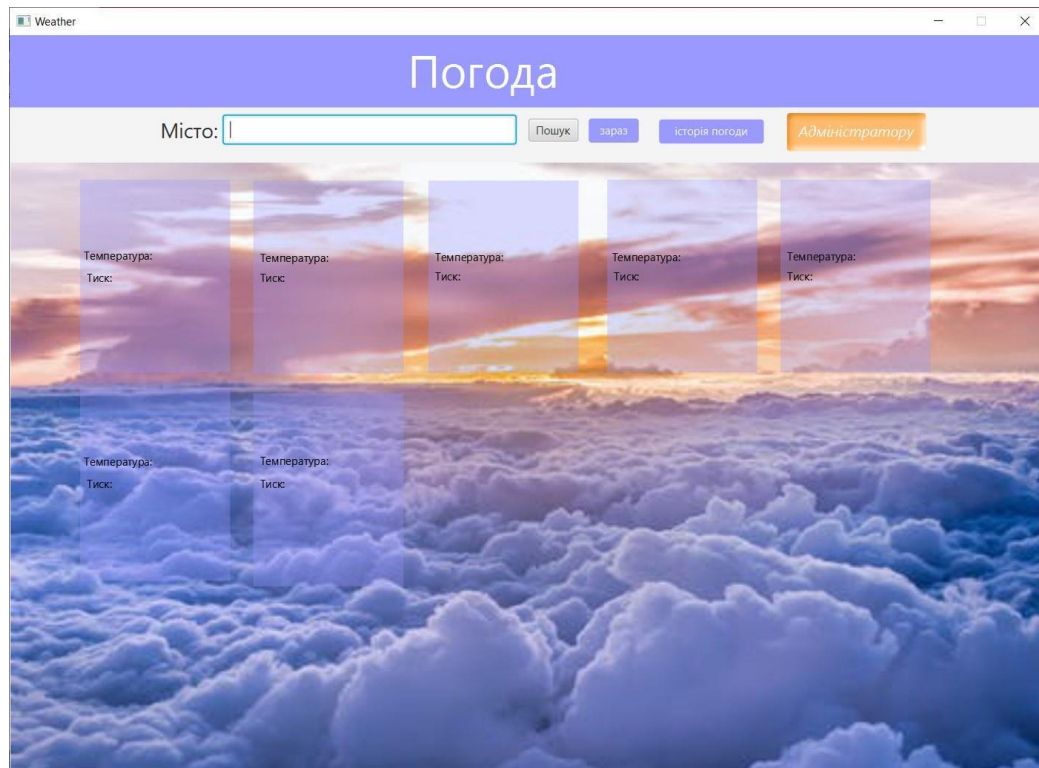 Weather
Погода
Місто: Пошук зараз історія погоди Адміністратору
Температура: Температура: Температура: Температура: Температура:
Тиск: Тиск: Тиск: Тиск: Тиск:
Температура: Температура:
Тиск: Тиск: